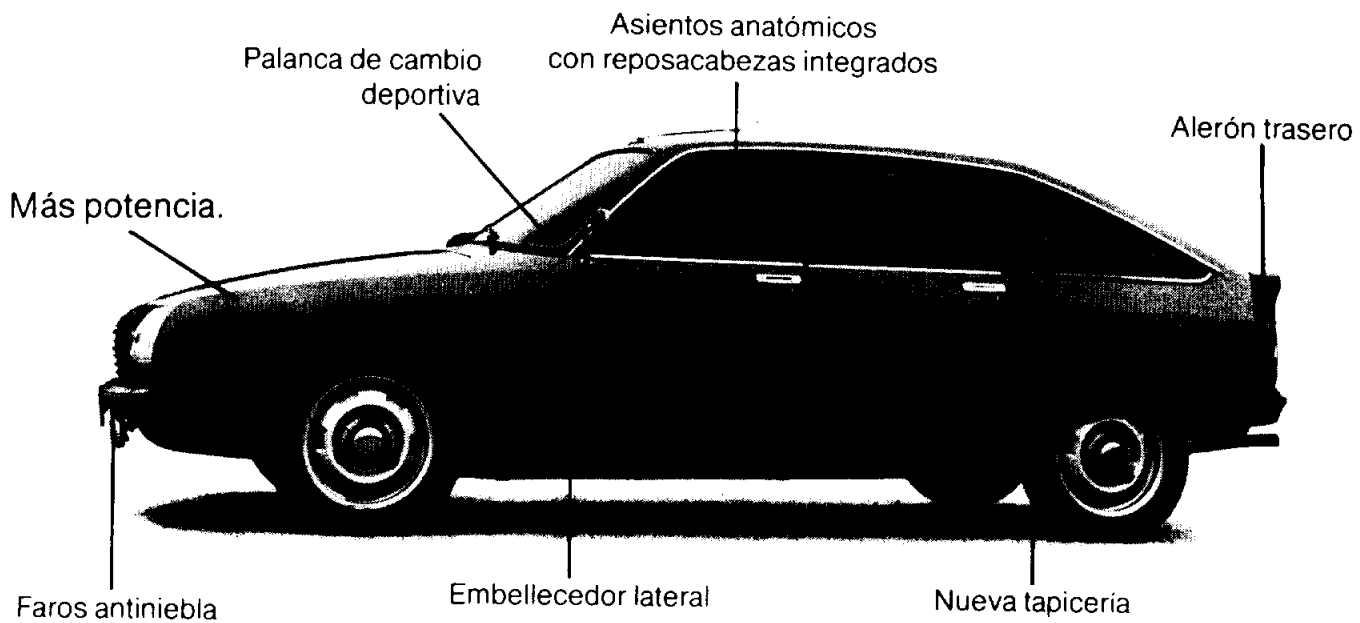 Asientos anatómicos
con reposacabezas integrados
Palanca de cambio
deportiva
Alerón trasero
Más potencia.
Faros antiniebla
Embellecedor lateral
Nueva tapicería